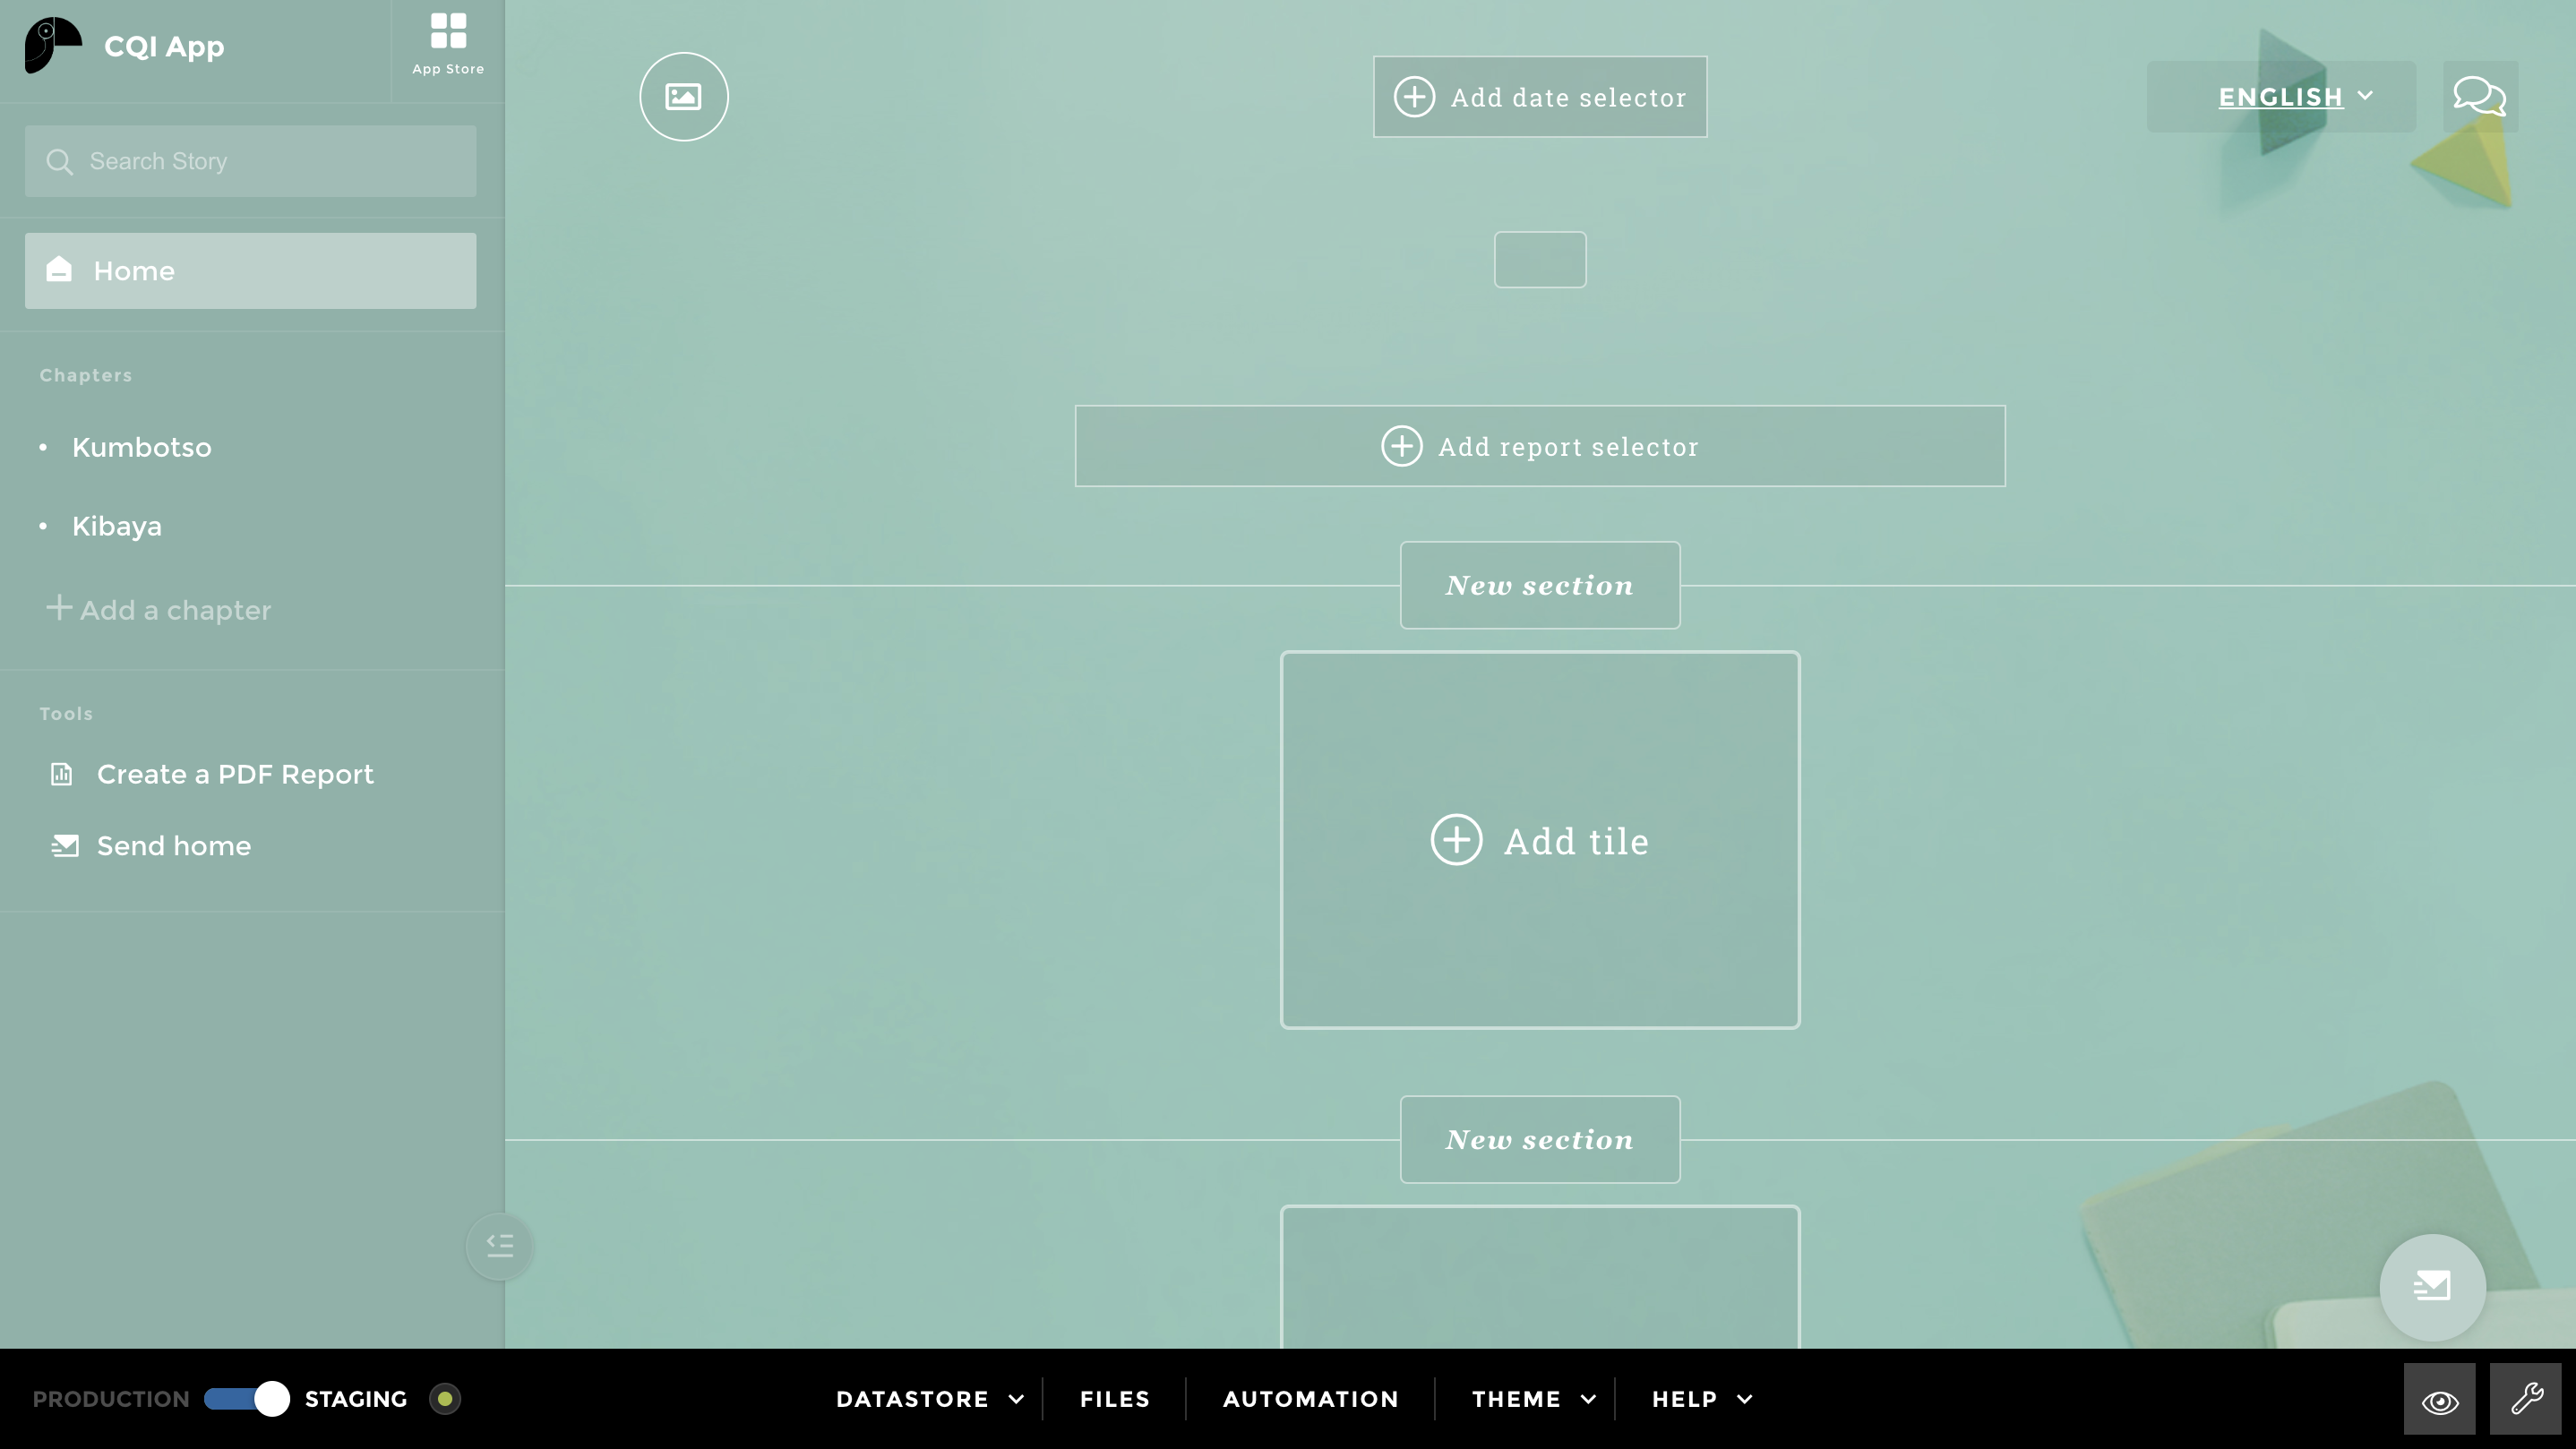 CQI App
App Store
Search Story
Home
Chapters
• Kumbotso
• Kibaya
Add a chapter
Tools
Create a PDF Report
Send home
Add date selector
ENGLISH
Add report selector
New section
Add tile
New section
PRODUCTION STAGING
DATASTORE FILES AUTOMATION THEME HELP